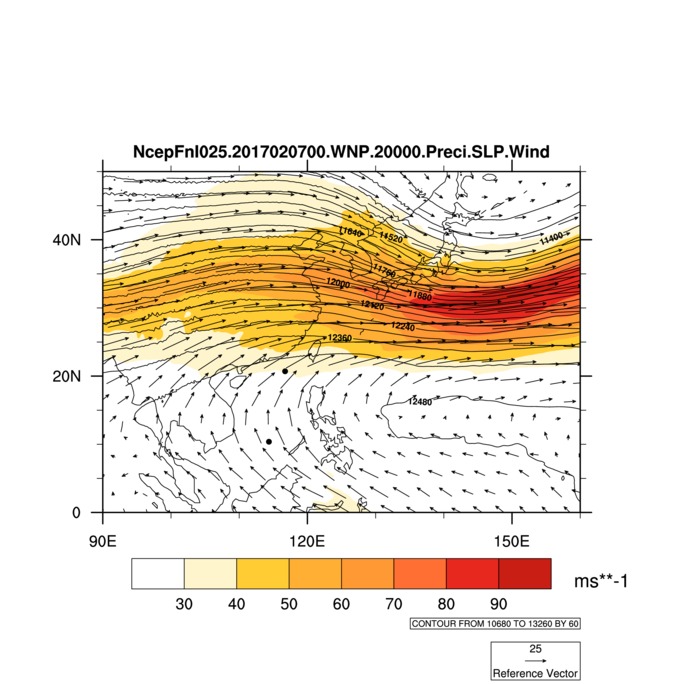 NcepFnl025.2017020700.WNP.20000.Preci.SLP.Wind
40N
20N
0
11640
11520
11400
11760
12000
11880
12120
12240
12360
12480
90E
120E
150E
30
40
50
60
70
80
90
ms**-1
CONTOUR FROM 10680 TO 13260 BY 60
25
Reference Vector